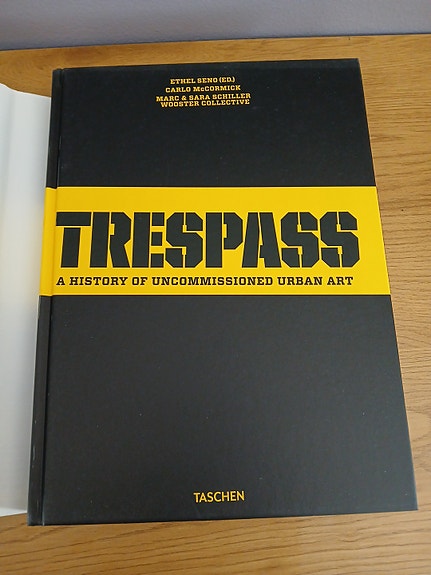 ETHEL SENO (ED.)
CARLO McCORMICK
MARC & SARA SCHILLER
WOOSTER COLLECTIVE
TRESPASS
A HISTORY OF UNCOMMISSIONED URBAN ART
TASCHEN